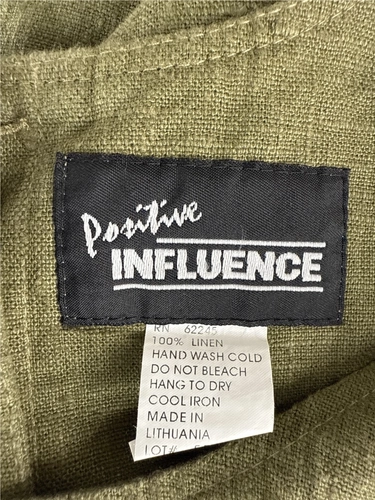 Positive
INFLUENCE
RN 62245
100% LINEN
HAND WASH COLD
DO NOT BLEACH
HANG TO DRY
COOL IRON
MADE IN
LITHUANIA
LOT#